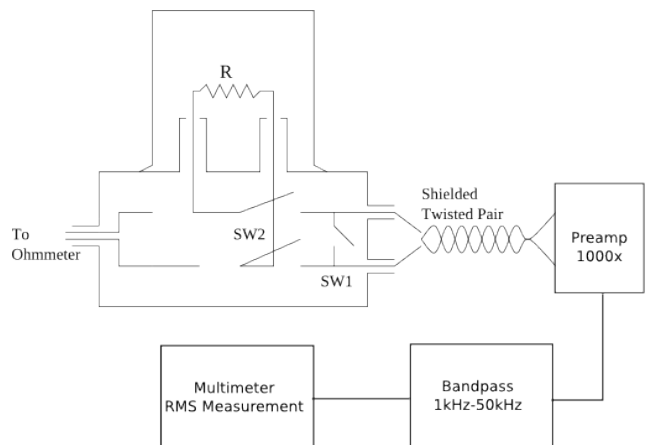 R
Shielded
Twisted Pair
To
Ohmmeter
SW2
SW1
Preamp
1000x
Multimeter
RMS Measurement
Bandpass
1kHz-50kHz